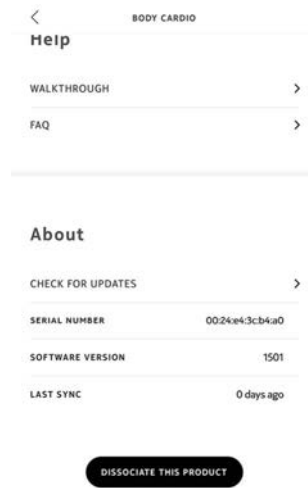 BODY CARDIO
Help
WALKTHROUGH
FAQ
About
CHECK FOR UPDATES
SERIAL NUMBER 00:24:e4:3c:b4:a0
SOFTWARE VERSION 1501
LAST SYNC 0 days ago
DISSOCIATE THIS PRODUCT